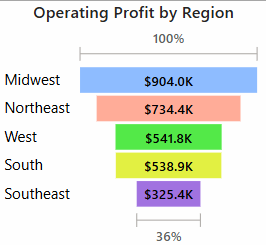 Operating Profit by Region
100%
Midwest $904.0K
Northeast $734.4K
West $541.8K
South $538.9K
Southeast $325.4K
36%